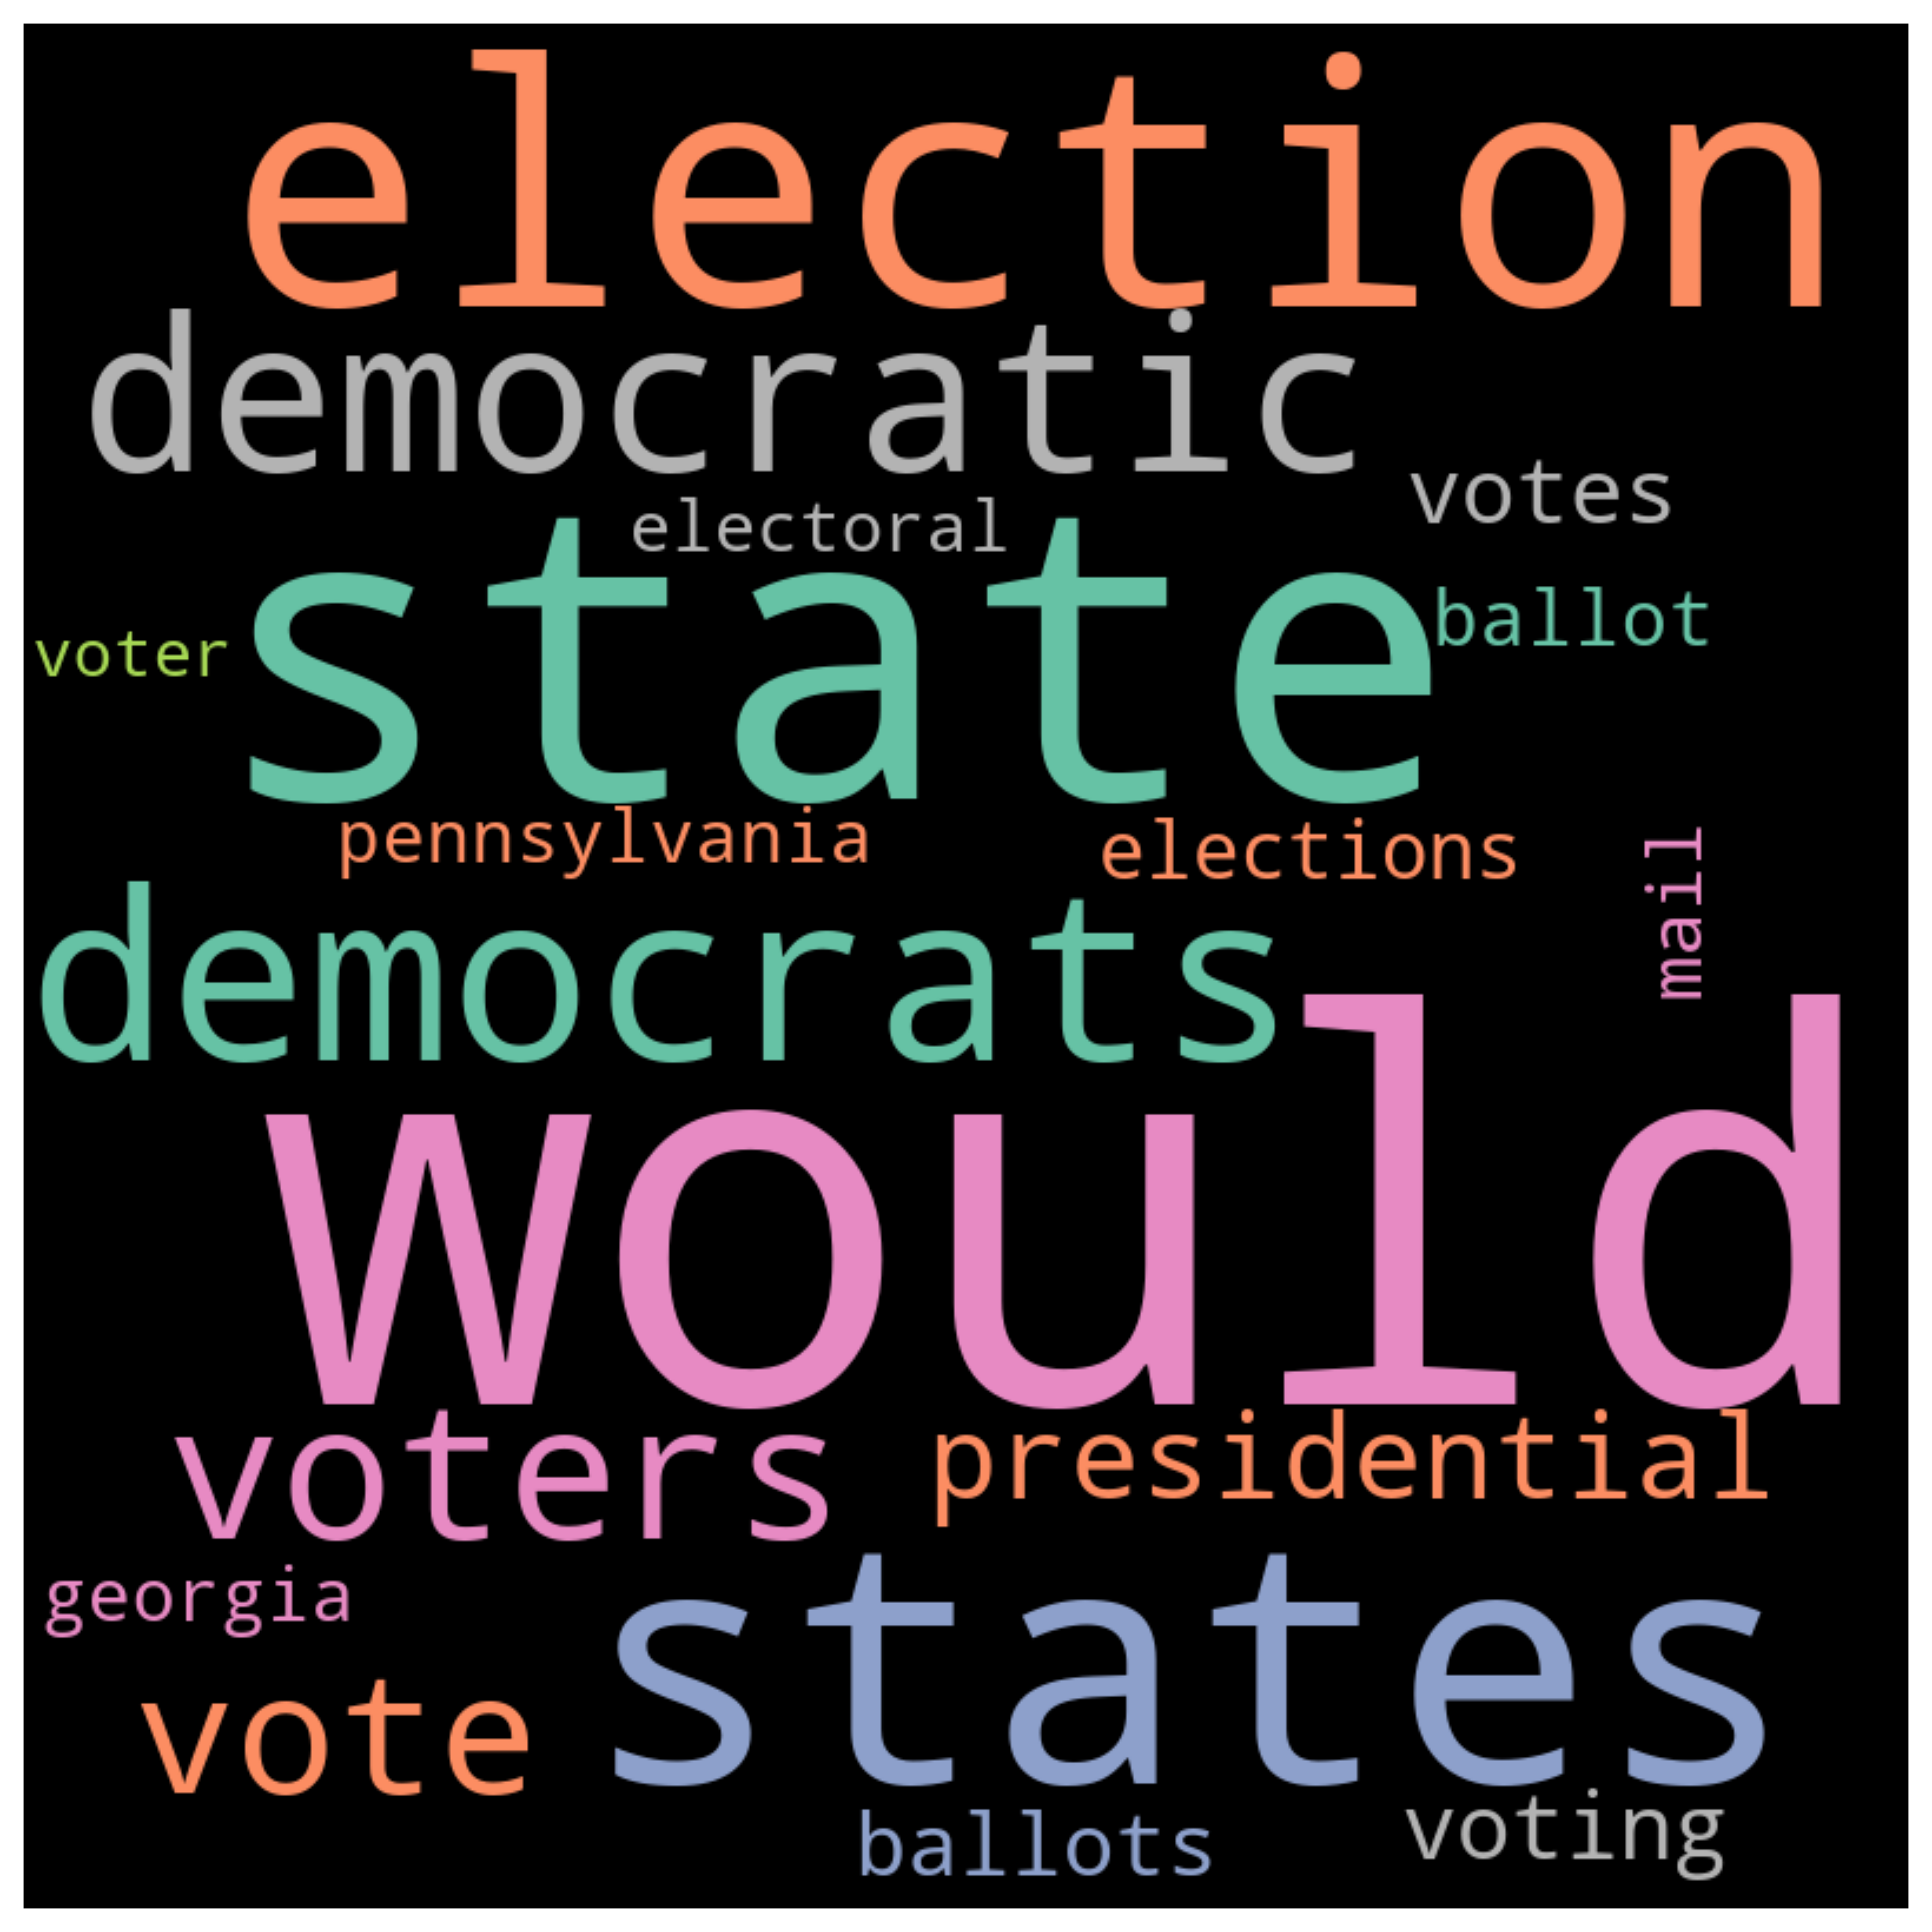 election
democratic
votes
electoral
state
ballot
voter
pennsylvania
elections
mail
democrats
would
voters
presidential
georgia
states
vote
ballots
voting